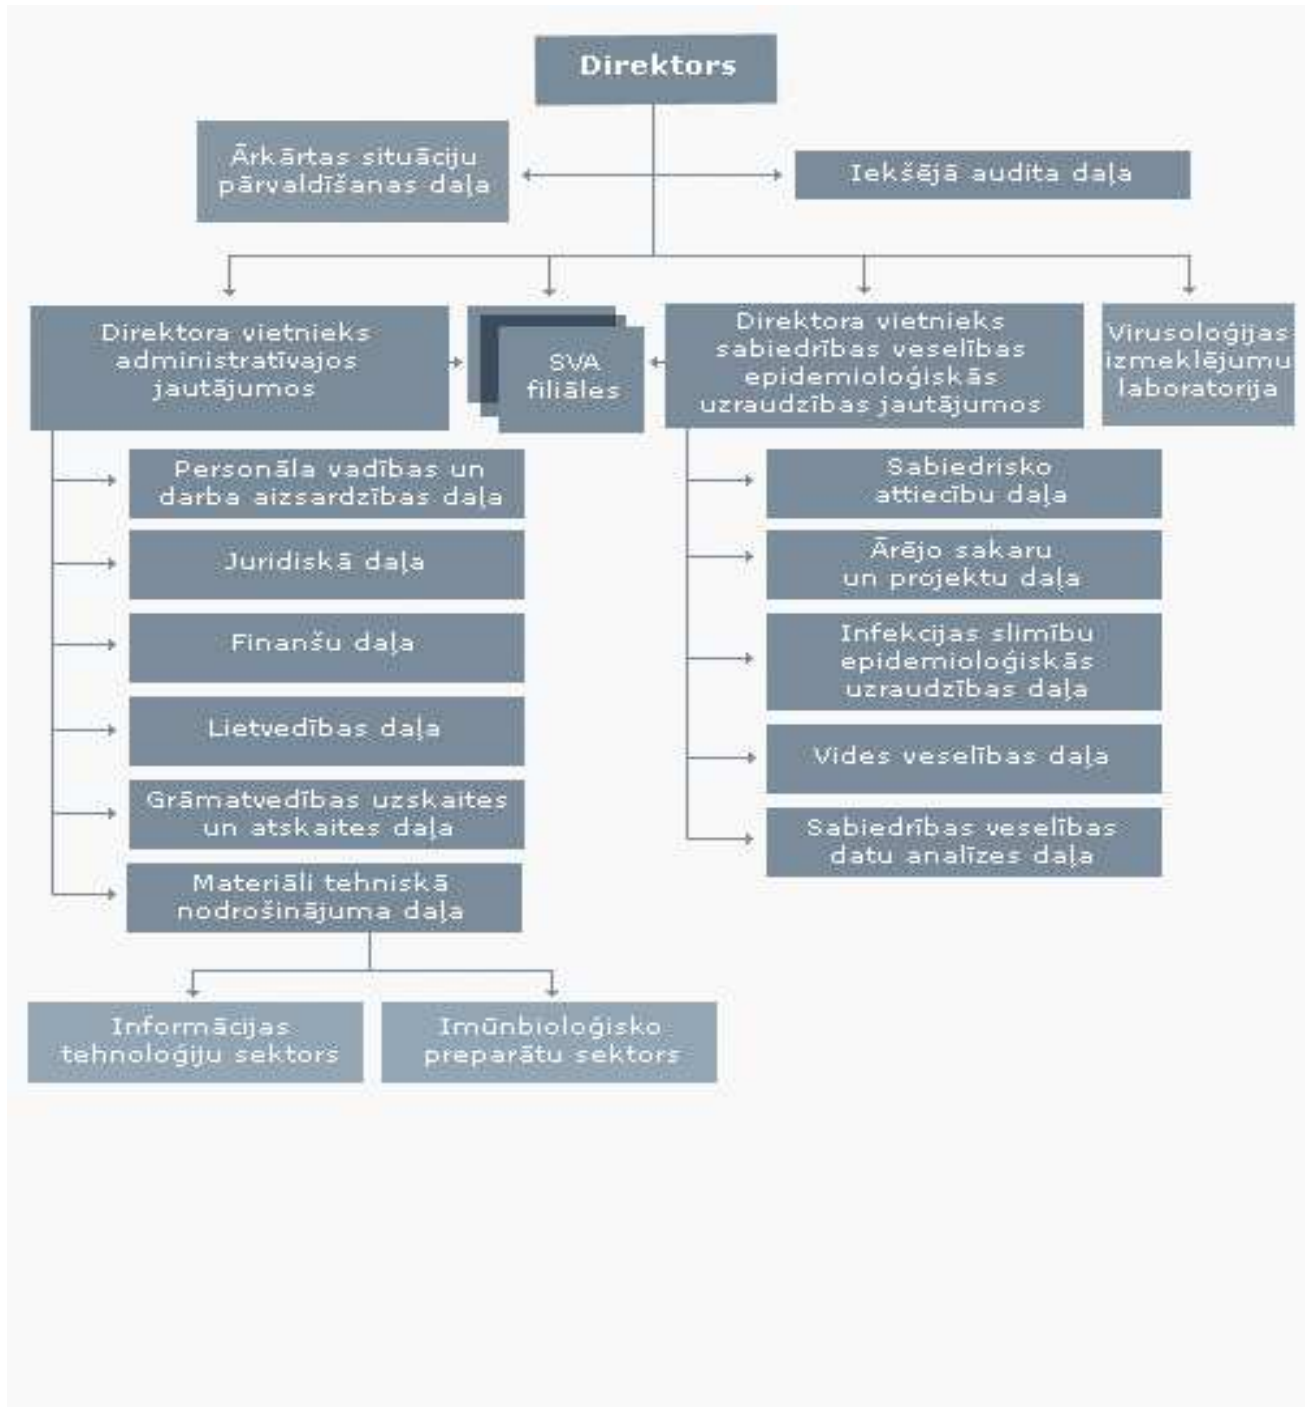 Direktors
Ārkārtas situāciju
pārvaldīšanas daļa
Iekšējā audita daļa
Direktora vietnieks
administratīvajos
jautājumos
SVA
filiāles
Direktora vietnieks
sabiedrības veselības
epidemioloģiskās
uzraudzības jautājumos
Virusoloģijas
izmeklējumu
laboratorija
Personāla vadības un
darba aizsardzības daļa
Juridiskā daļa
Finanšu daļa
Lietvedības daļa
Grāmatvedības uzskaites
un atskaites daļa
Materiāli tehniskā
nodrošinājuma daļa
Sabiedrisko
attiecību daļa
Ārējo sakaru
un projektu daļa
Infekcijas slimību
epidemioloģiskās
uzraudzības daļa
Vides veselības daļa
Sabiedrības veselības
datu analīzes daļa
Informācijas
tehnoloģiju sektors
Imūnbioloģisko
preparātu sektors